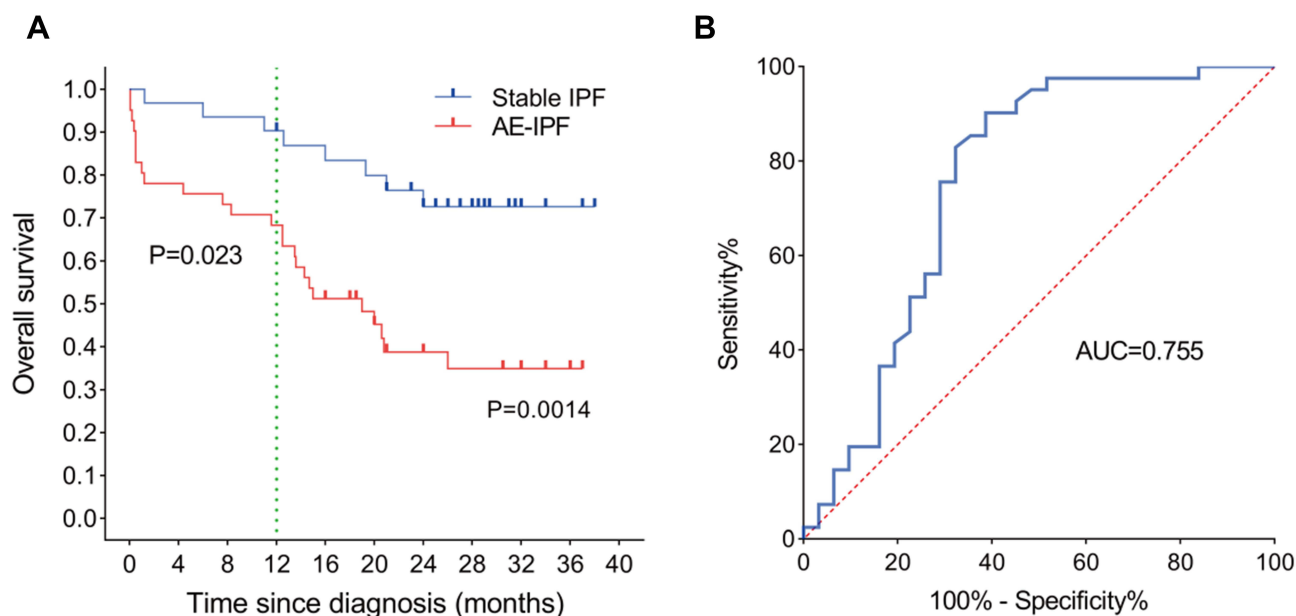 A
Overall survival
1.0
0.9
0.8
0.7
0.6
0.5
0.4
0.3
0.2
0.1
0.0
Stable IPF
AE-IPF
P=0.023
P=0.0014
0 4 8 12 16 20 24 28 32 36 40
Time since diagnosis (months)
B
Sensitivity%
100
80
60
40
20
0
AUC=0.755
0 20 40 60 80 100
100% - Specificity%